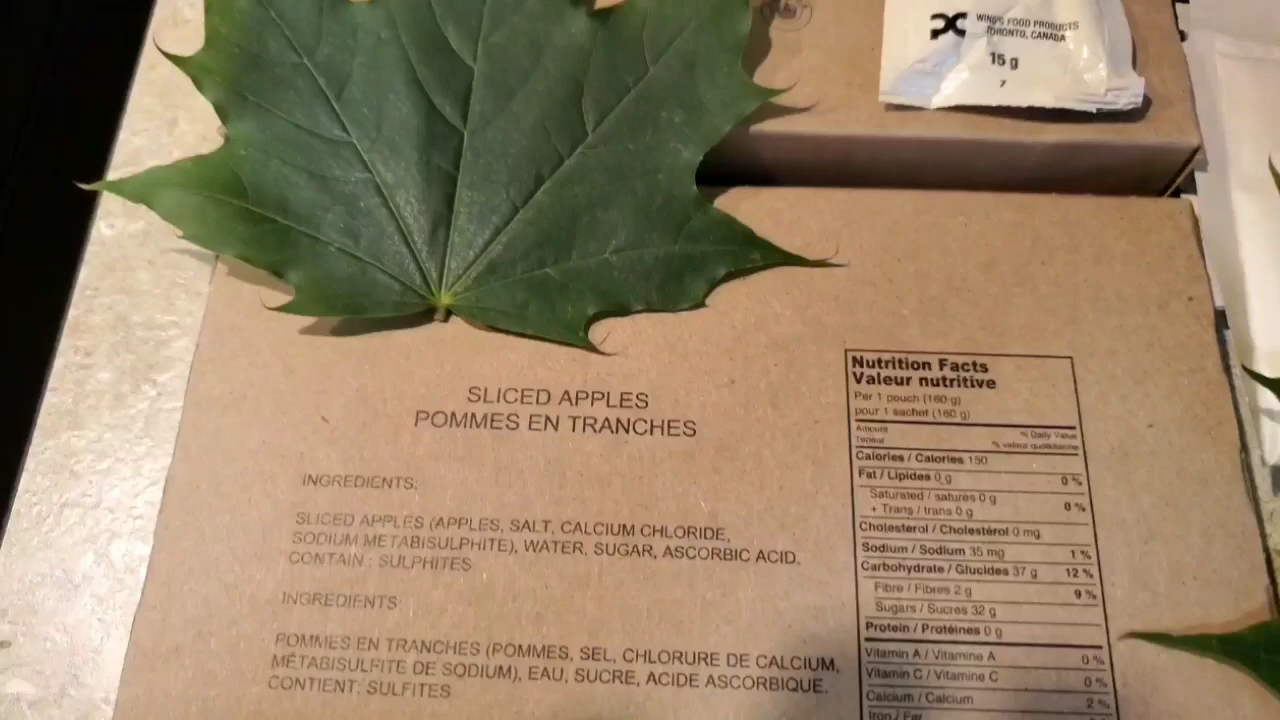 WING'S FOOD PRODUCTS
TORONTO, CANADA
15 g
7
SLICED APPLES
POMMES EN TRANCHES
INGREDIENTS:
SLICED APPLES (APPLES, SALT, CALCIUM CHLORIDE,
SODIUM METABISULPHITE), WATER, SUGAR, ASCORBIC ACID.
CONTAIN : SULPHITES
INGREDIENTS:
POMMES EN TRANCHES (POMMES, SEL, CHLORURE DE CALCIUM,
MÉTABISULFITE DE SODIUM), EAU, SUCRE, ACIDE ASCORBIQUE.
CONTIENT: SULFITES
Nutrition Facts
Valeur nutritive
Per 1 pouch (160 g)
pour 1 sachet (160 g)
Amount % Daily Value
Teneur % valeur quotidienne
Calories / Calories 150
Fat / Lipides 0 g 0 %
Saturated / saturés 0 g
+ Trans / trans 0 g 0 %
Cholesterol / Cholestérol 0 mg
Sodium / Sodium 35 mg 1 %
Carbohydrate / Glucides 37 g 12 %
Fibre / Fibres 2 g 9 %
Sugars / Sucres 32 g
Protein / Protéines 0 g
Vitamin A / Vitamine A 0 %
Vitamin C / Vitamine C 0 %
Calcium / Calcium 2 %
Iron / Fer